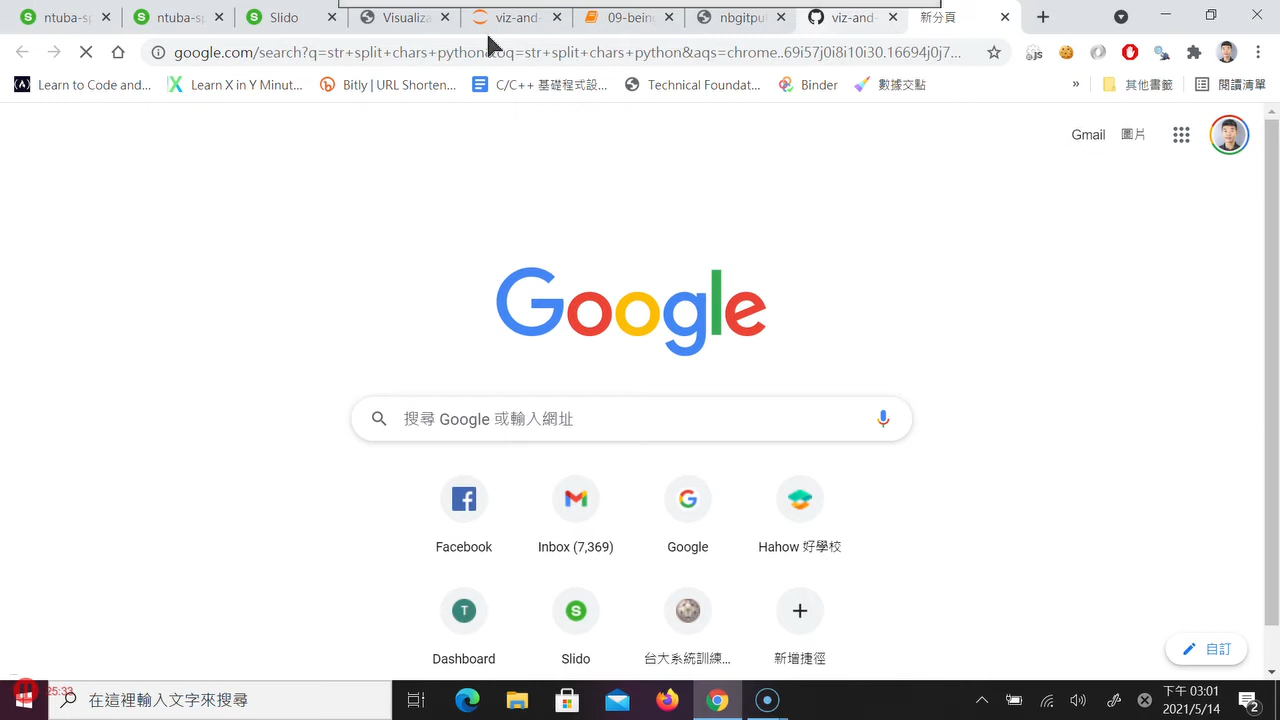 ntuba-sp
ntuba-s
Slido
Visualiza
viz-and-
09-bein
nbgitpu
viz-and-
新分頁
google.com/search?q=str+split+chars+python&oq=str+split+chars+python&aqs=chrome..69i57j0i8i10i30.16694j0j7...
Learn to code and...
Learn X in Y Minut...
Bitly | URL Shorten...
C/C++ 基礎程式設...
Technical Foundat...
Binder
數據交點
»
其他書籤
閱讀清單
Gmail
圖片
Google
搜尋 Google 或輸入網址
Facebook
Inbox (7,369)
Google
Hahow 好學校
Dashboard
Slido
台大系統訓練...
新增捷徑
自訂
25:33
在這裡輸入文字來搜尋
下午 03:01
2021/5/14
2